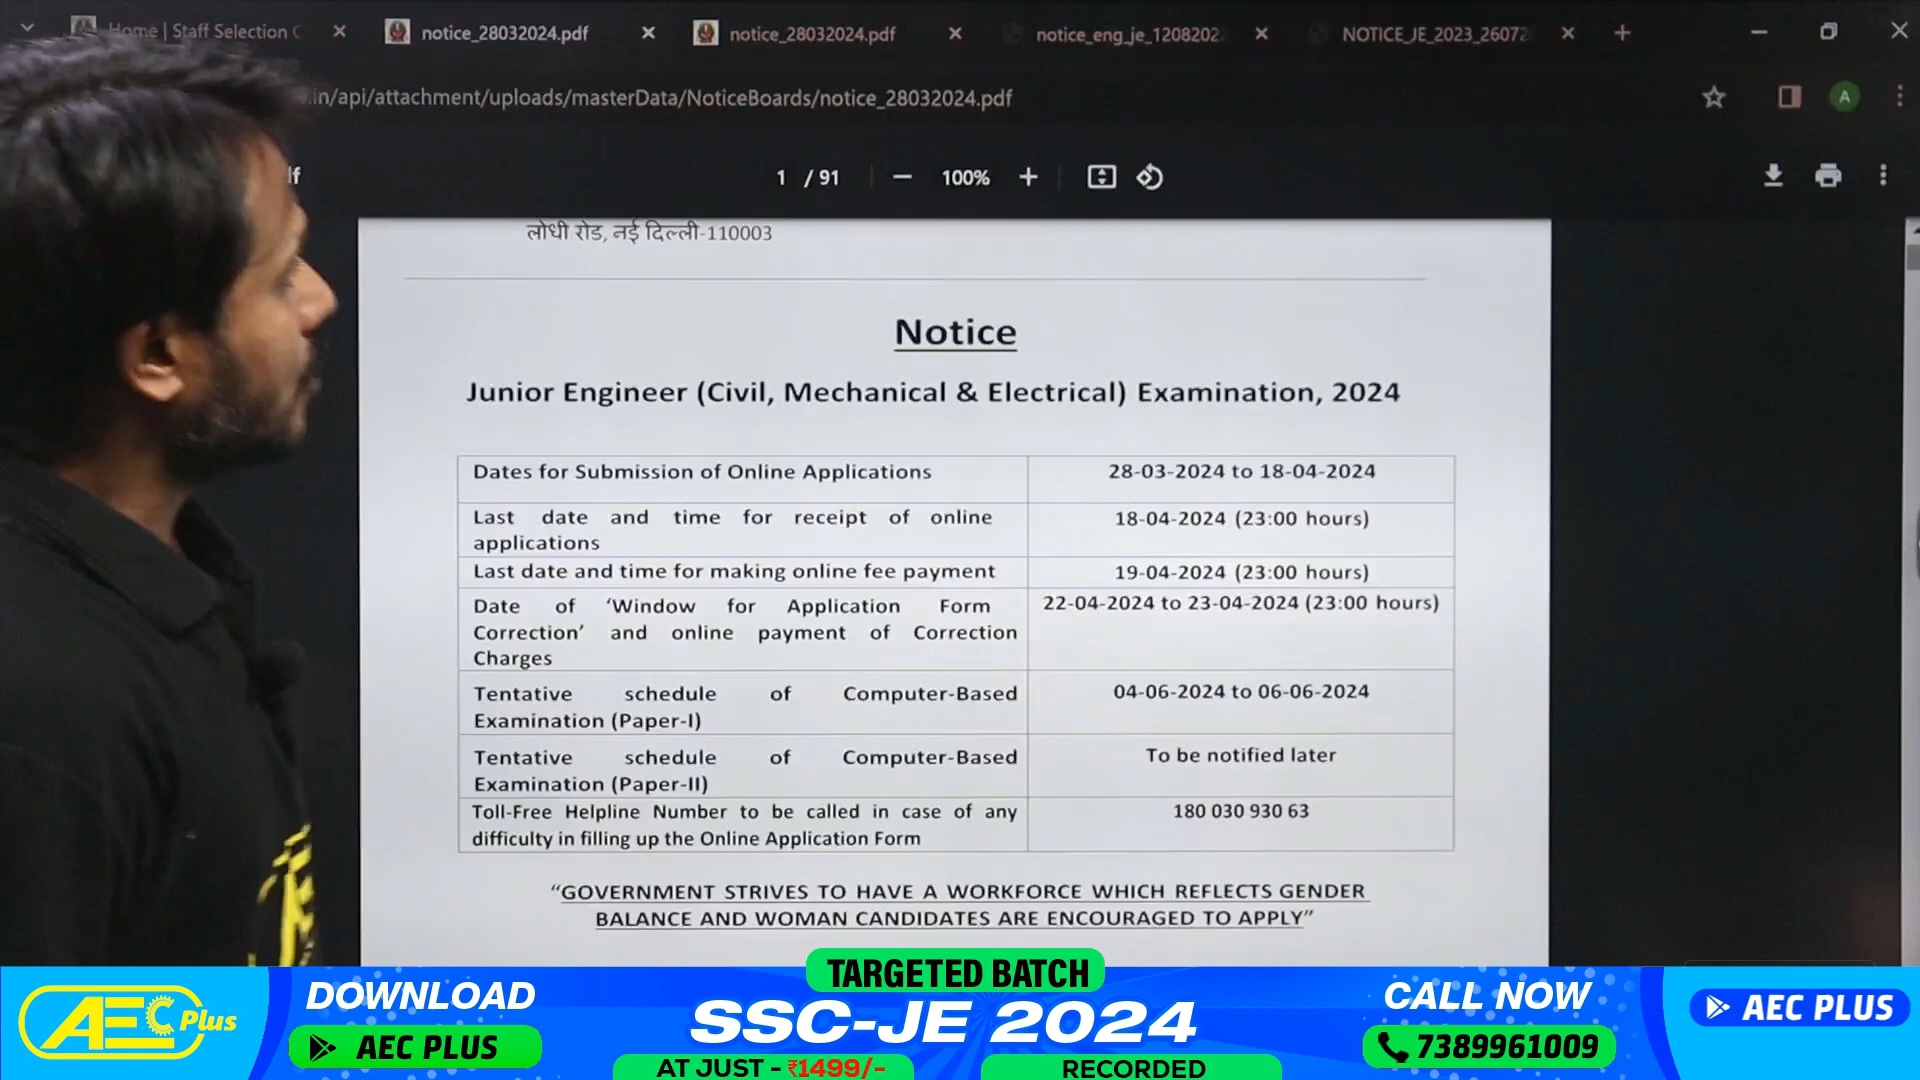 Home | Staff Selection C
notice_28032024.pdf
notice_28032024.pdf
notice_eng_je_1208202
NOTICE_JE_2023_26072
.in/api/attachment/uploads/masterData/NoticeBoards/notice_28032024.pdf
A
lf
1 / 91
100%
लोधी रोड, नई दिल्ली-110003
Notice
Junior Engineer (Civil, Mechanical & Electrical) Examination, 2024
Dates for Submission of Online Applications
28-03-2024 to 18-04-2024
Last date and time for receipt of online
applications
18-04-2024 (23:00 hours)
Last date and time for making online fee payment
19-04-2024 (23:00 hours)
Date of ‘Window for Application Form
Correction’ and online payment of Correction
Charges
22-04-2024 to 23-04-2024 (23:00 hours)
Tentative schedule of Computer-Based
Examination (Paper-I)
04-06-2024 to 06-06-2024
Tentative schedule of Computer-Based
Examination (Paper-II)
To be notified later
Toll-Free Helpline Number to be called in case of any
difficulty in filling up the Online Application Form
180 030 930 63
“GOVERNMENT STRIVES TO HAVE A WORKFORCE WHICH REFLECTS GENDER
BALANCE AND WOMAN CANDIDATES ARE ENCOURAGED TO APPLY”
AEC Plus
DOWNLOAD
AEC PLUS
TARGETED BATCH
SSC-JE 2024
AT JUST - ₹1499/-
RECORDED
CALL NOW
7389961009
AEC PLUS